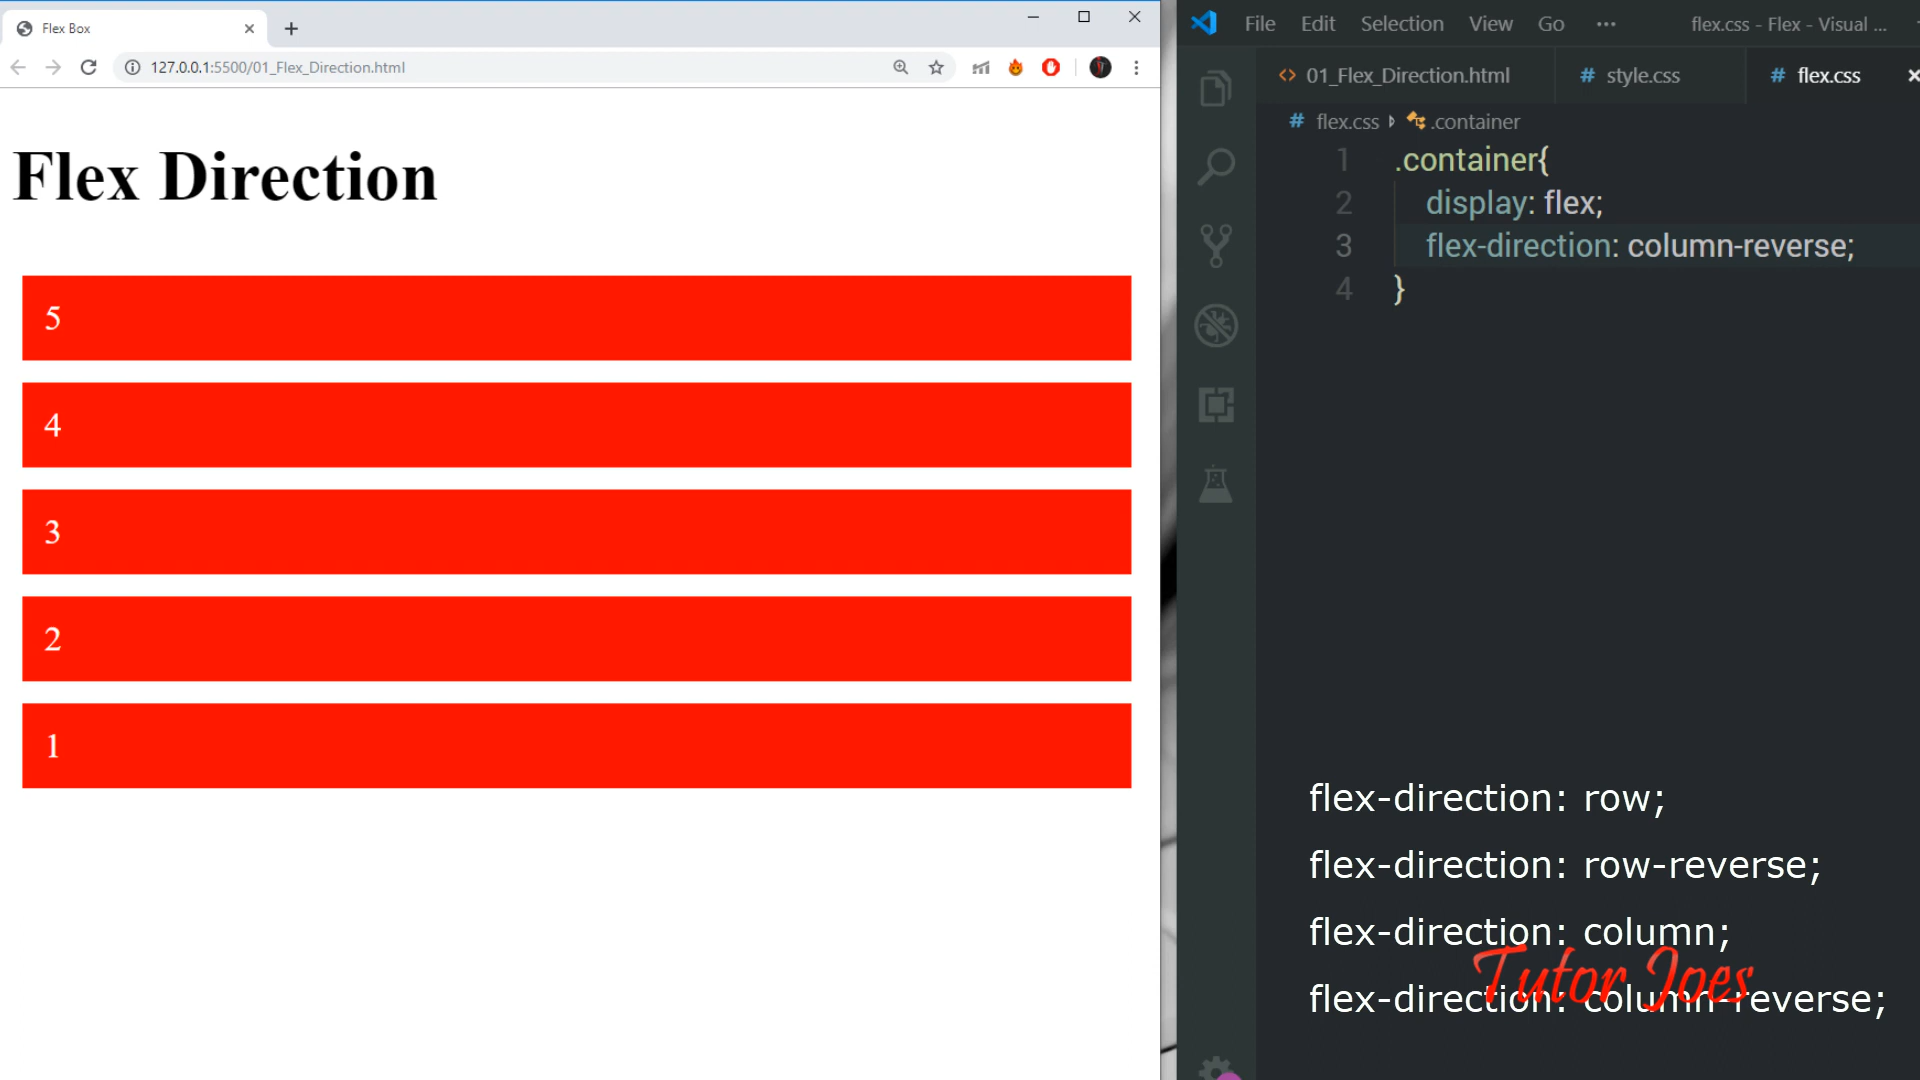 Flex Box
127.0.0.1:5500/01_Flex_Direction.html
Flex Direction
5
4
3
2
1
File Edit Selection View Go ··· flex.css - Flex - Visual ...
01_Flex_Direction.html # style.css # flex.css
# flex.css .container
1 .container{
2 display: flex;
3 flex-direction: column-reverse;
4 }
flex-direction: row;
flex-direction: row-reverse;
flex-direction: column;
flex-direction: column-reverse;
Tutor Joes